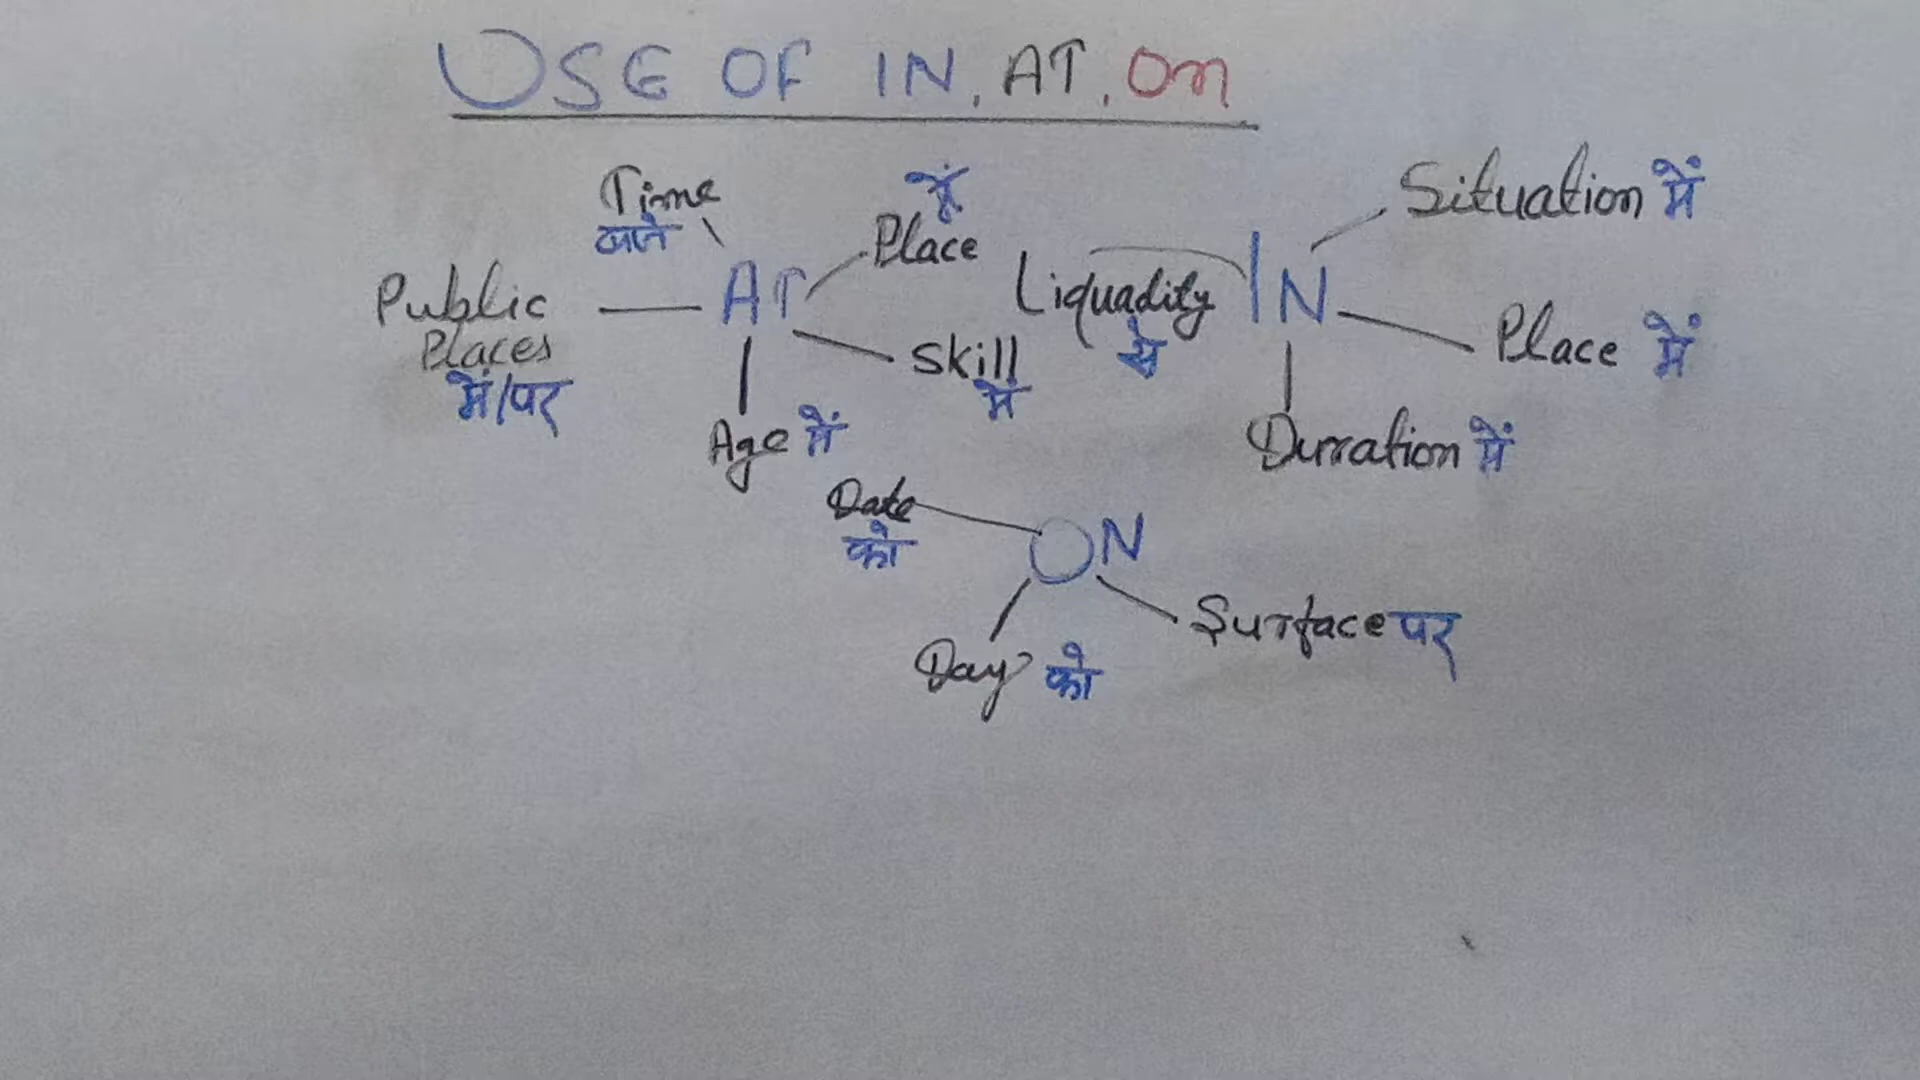 USE OF IN, AT, On
Time
बजे
में
Place
Public
Places
में/पर
AT
Skill
में
Age में
Situation में
Liquadity
से
IN
Place में
Durration में
Date
को
ON
Surface पर
Day को